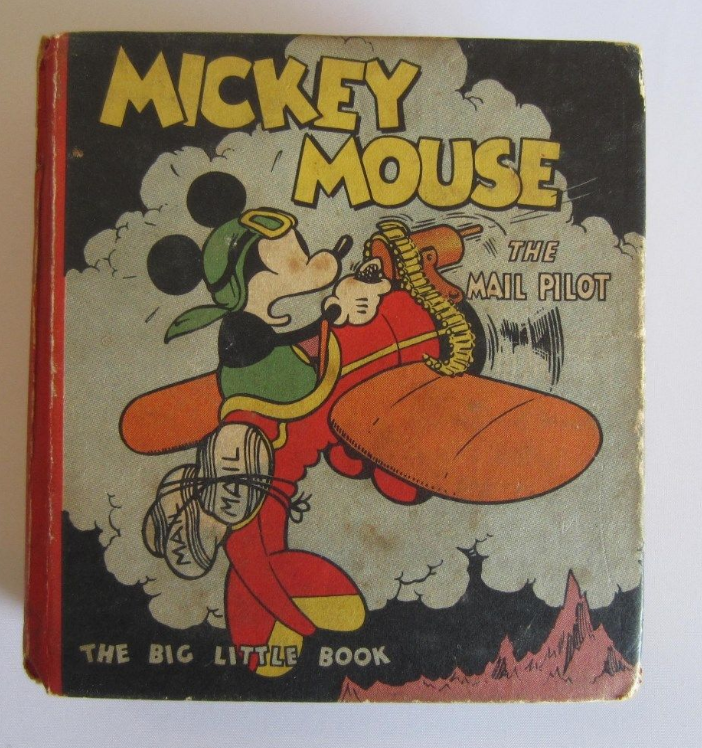 MICKEY
MOUSE
THE
MAIL PILOT
MAIL
MAIL
THE BIG LITTLE BOOK